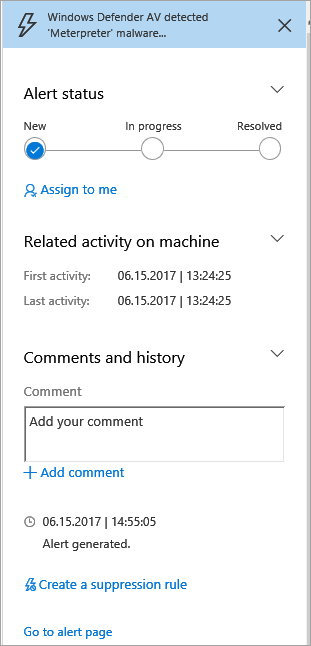 Windows Defender AV detected
'Meterpreter' malware...
Alert status
New In progress Resolved
Assign to me
Related activity on machine
First activity: 06.15.2017 | 13:24:25
Last activity: 06.15.2017 | 13:24:25
Comments and history
Comment
Add your comment
Add comment
06.15.2017 | 14:55:05
Alert generated.
Create a suppression rule
Go to alert page